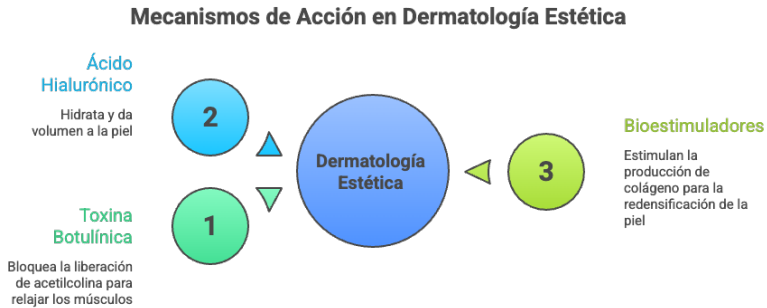 Mecanismos de Acción en Dermatología Estética
Ácido
Hialurónico
Hidrata y da
volumen a la piel
2
Dermatología
Estética
3
Bioestimuladores
Estimulan la
producción de
colágeno para la
redensificación de la
piel
1
Toxina
Botulínica
Bloquea la liberación
de acetilcolina para
relajar los músculos